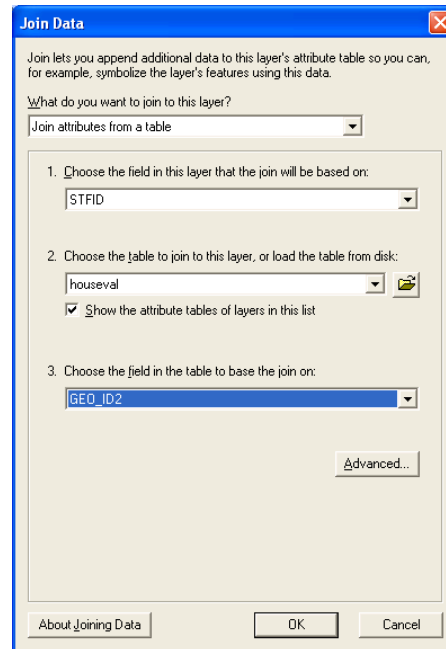 Join Data
Join lets you append additional data to this layer's attribute table so you can,
for example, symbolize the layer's features using this data.
What do you want to join to this layer?
Join attributes from a table
1. Choose the field in this layer that the join will be based on:
STFID
2. Choose the table to join to this layer, or load the table from disk:
houseval
Show the attribute tables of layers in this list
3. Choose the field in the table to base the join on:
GEO_ID2
Advanced...
About Joining Data
OK
Cancel